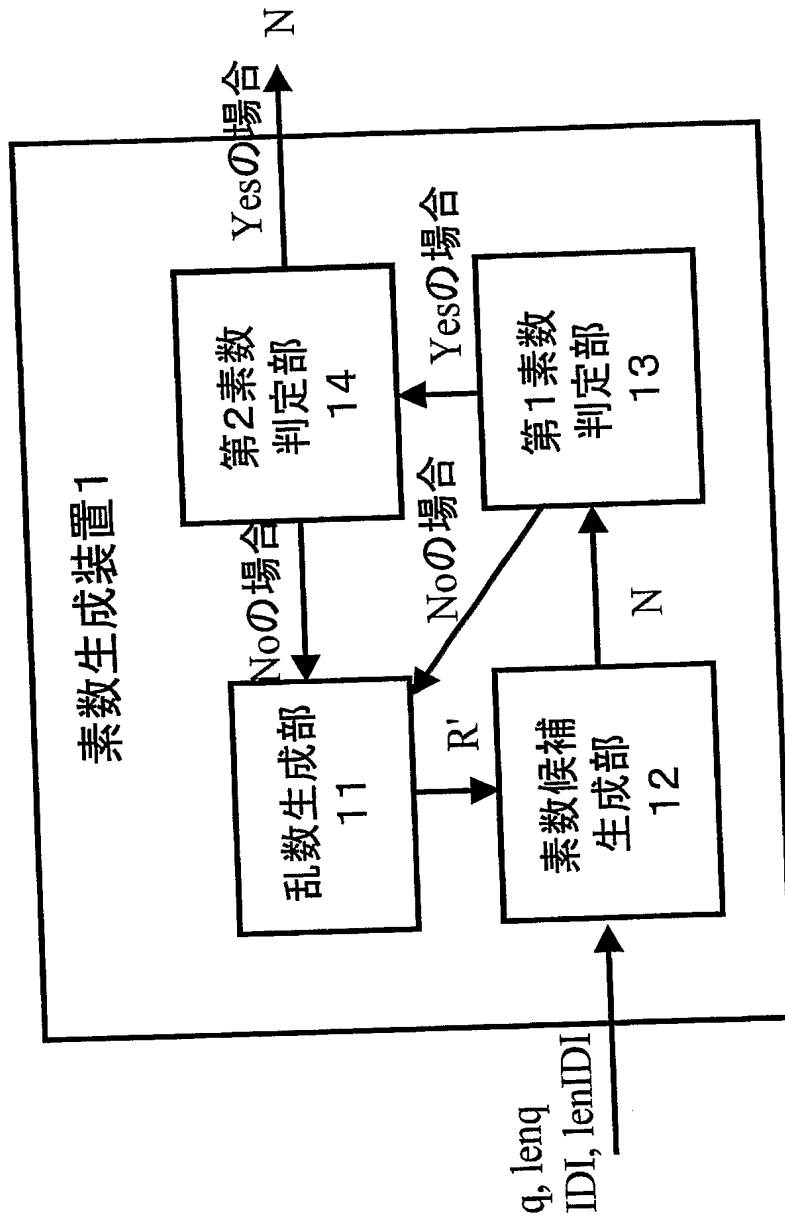 素数生成装置1
q, lenq
IDI, lenIDI
乱数生成部
11
Noの場合
第2素数
判定部
14
Yesの場合
N
R'
Noの場合
Yesの場合
素数候補
生成部
12
N
第1素数
判定部
13